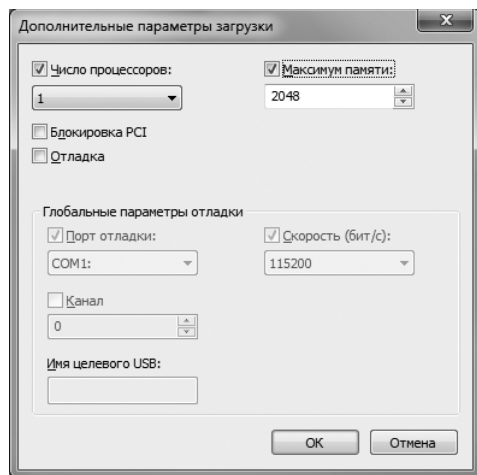 Дополнительные параметры загрузки
Число процессоров: Максимум памяти:
1 2048
Блокировка PCI
Отладка
Глобальные параметры отладки
Порт отладки: Скорость (бит/с):
COM1: 115200
Канал
0
Имя целевого USB:
ОК Отмена